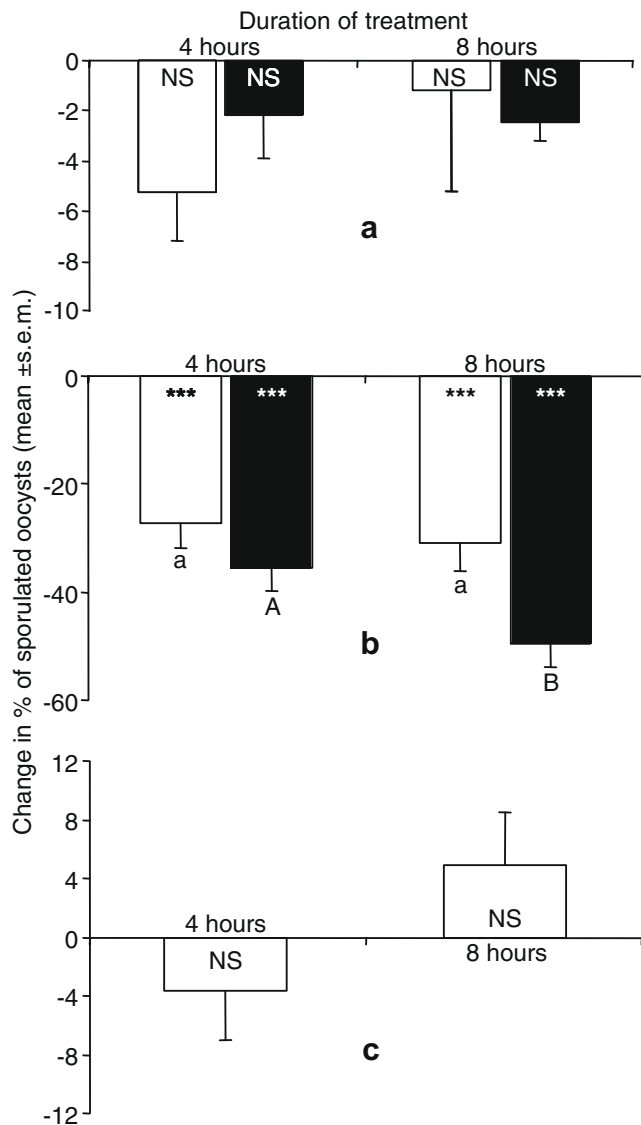 Duration of treatment
4 hours 8 hours
0
NS NS NS NS
-2
-4
-6
a
-8
-10
Change in % of sporulated oocysts (mean ±s.e.m.)
4 hours 8 hours
0
*** *** *** ***
-20
a A a B
-40
b
-60
12
8
4
4 hours NS
0
NS 8 hours
-4
-8
c
-12